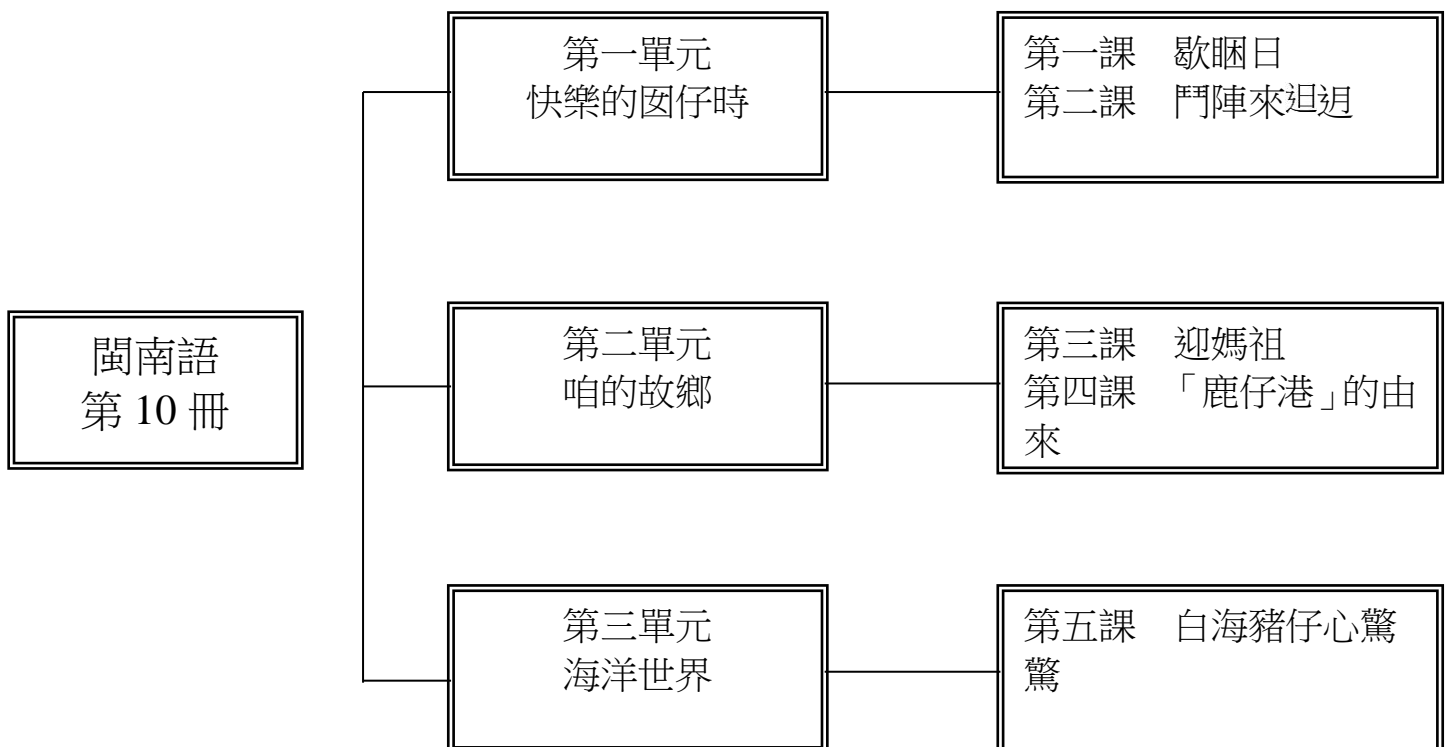 閩南語
第 10 冊
第一單元
快樂的囡仔時
第一課　歇睏日
第二課　鬥陣來𨑨迌
第二單元
咱的故鄉
第三課　迎媽祖
第四課　「鹿仔港」的由
來
第三單元
海洋世界
第五課　白海豬仔心驚
驚